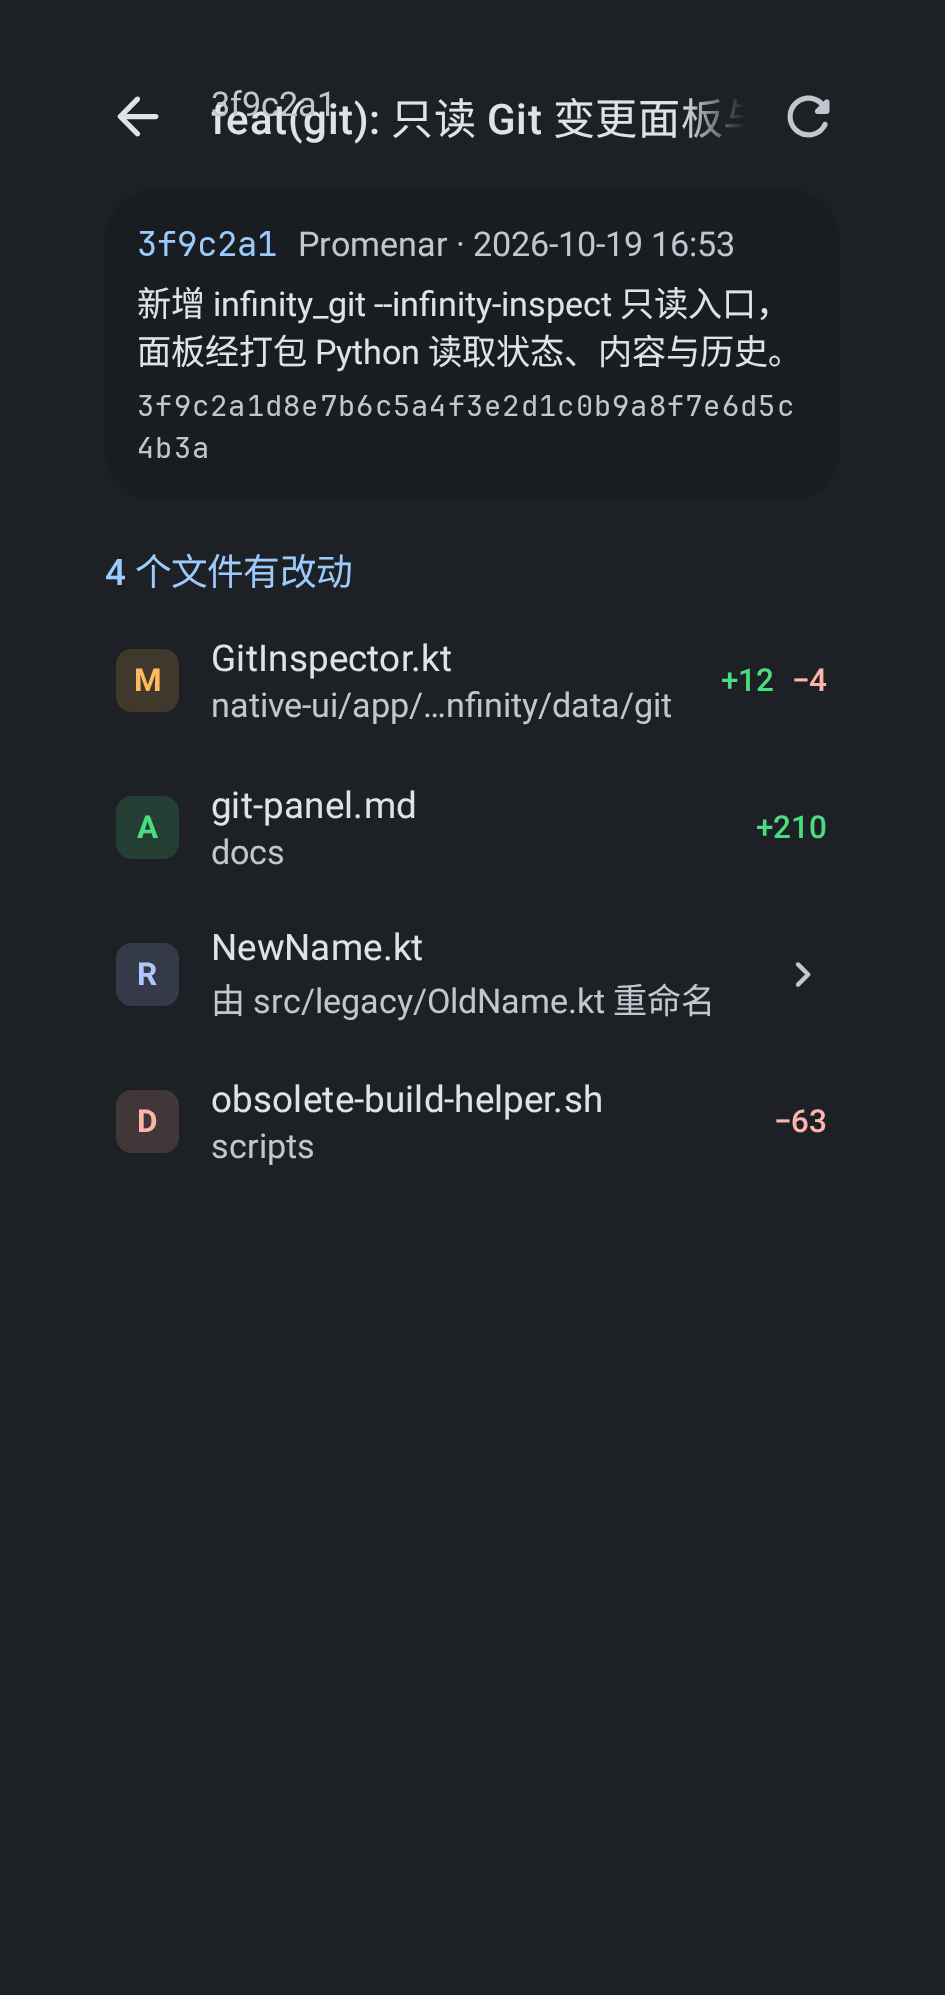 3f9c2a1
feat(git): 只读 Git 变更面板
3f9c2a1 Promenar · 2026-10-19 16:53
新增 infinity_git --infinity-inspect 只读入口，
面板经打包 Python 读取状态、内容与历史。
3f9c2a1d8e7b6c5a4f3e2d1c0b9a8f7e6d5c
4b3a
4 个文件有改动
M GitInspector.kt +12 −4
native-ui/app/…nfinity/data/git
A git-panel.md +210
docs
R NewName.kt
由 src/legacy/OldName.kt 重命名
D obsolete-build-helper.sh −63
scripts